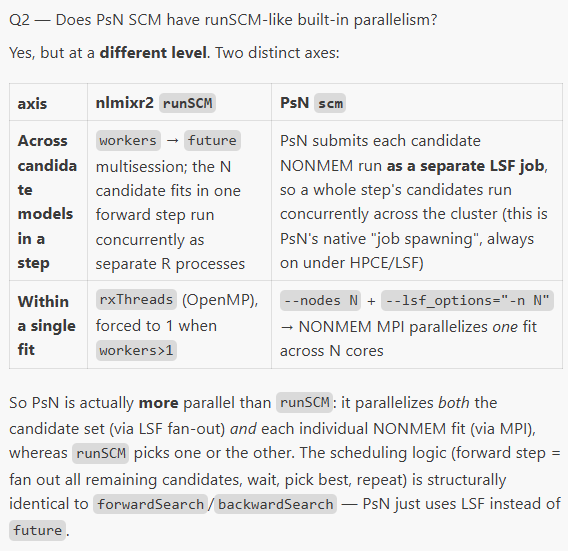 Q2 — Does PsN SCM have runSCM-like built-in parallelism?
Yes, but at a different level. Two distinct axes:
axis
nlmixr2 runSCM
PsN scm
Across
candida
te
models
in a
step
workers → future
multisession; the N
candidate fits in one
forward step run
concurrently as
separate R processes
PsN submits each candidate
NONMEM run as a separate LSF job,
so a whole step's candidates run
concurrently across the cluster (this is
PsN's native "job spawning", always
on under HPCE/LSF)
Within
a single
fit
rxThreads (OpenMP),
forced to 1 when
workers>1
--nodes N + --lsf_options="-n N"
→ NONMEM MPI parallelizes one fit
across N cores
So PsN is actually more parallel than runSCM: it parallelizes both the
candidate set (via LSF fan-out) and each individual NONMEM fit (via MPI),
whereas runSCM picks one or the other. The scheduling logic (forward step =
fan out all remaining candidates, wait, pick best, repeat) is structurally
identical to forwardSearch/backwardSearch — PsN just uses LSF instead of
future.